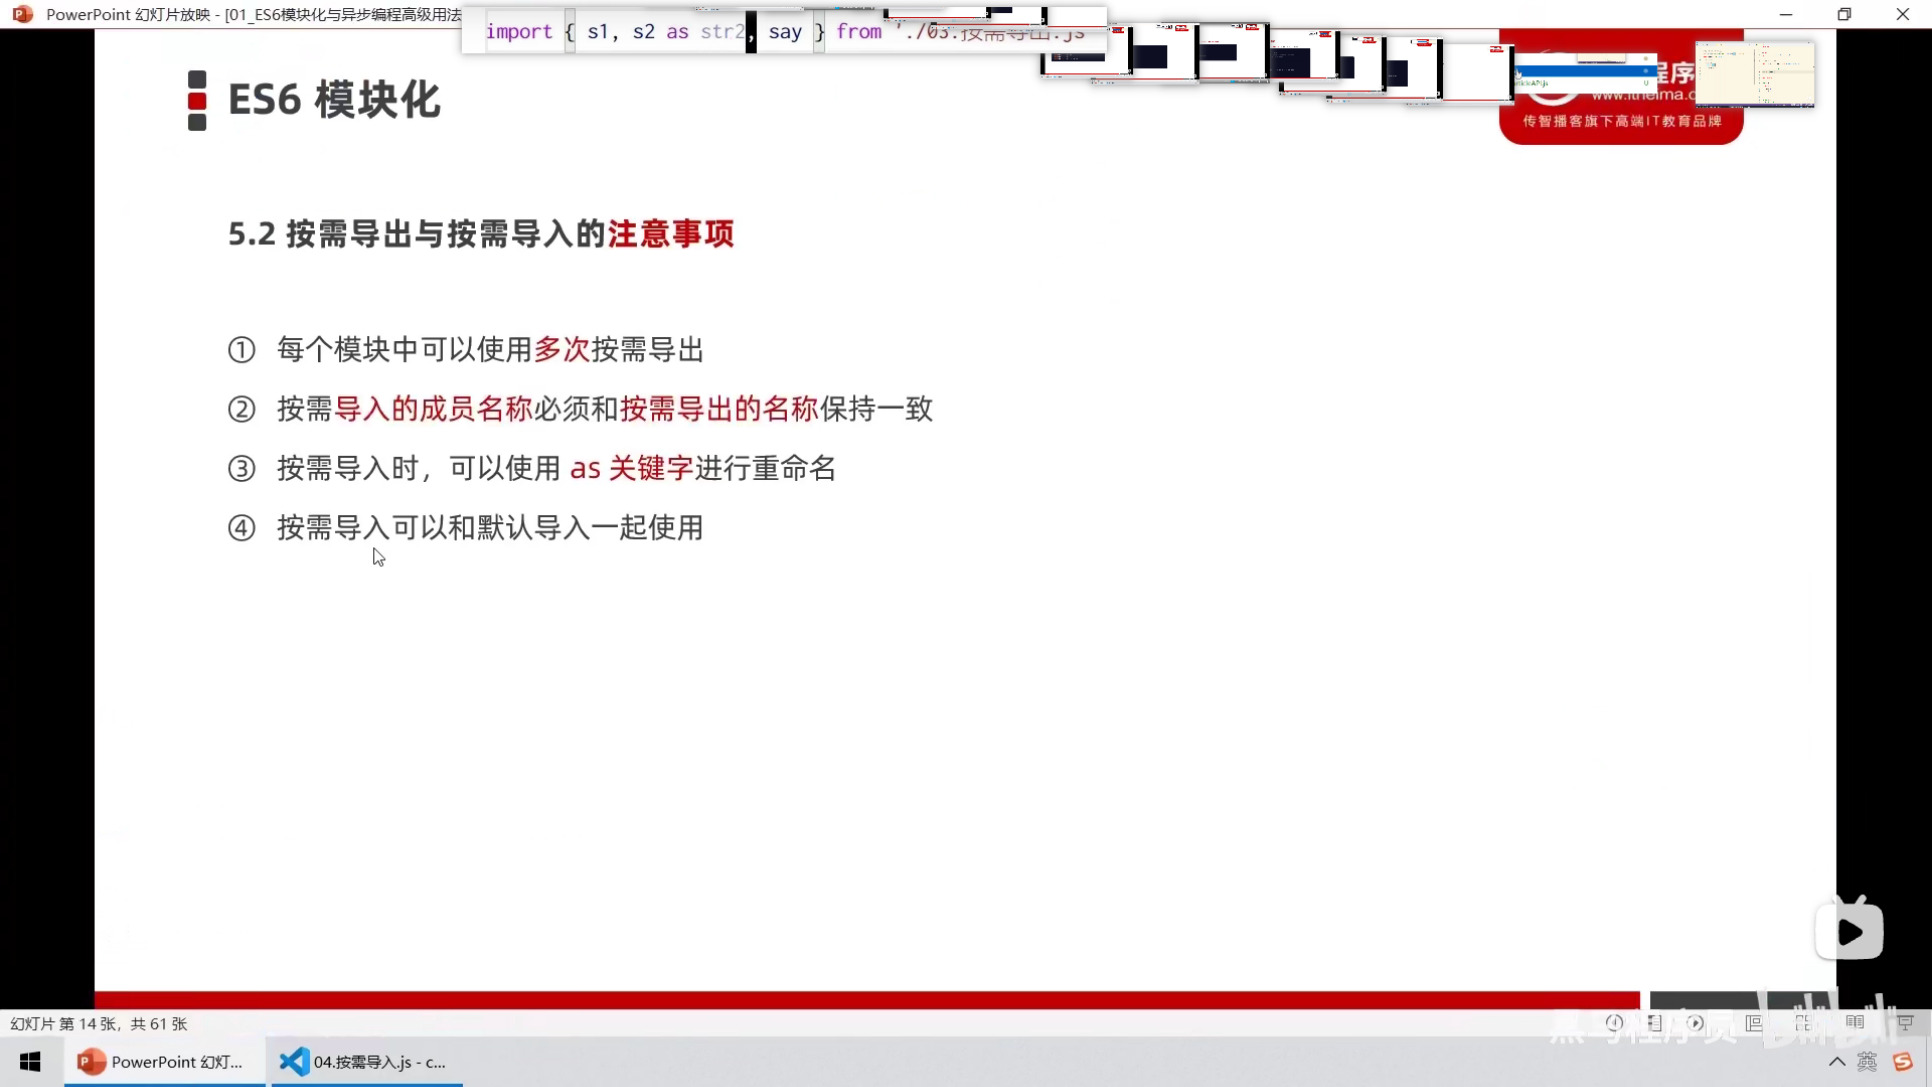 PowerPoint 幻灯片放映 - [01_ES6模块化与异步编程高级用法
import { s1, s2 as str2, say } from './03.按需导出.js'
ES6 模块化
程序
www.itheima.c
传智播客旗下高端IT教育品牌
5.2 按需导出与按需导入的注意事项
① 每个模块中可以使用多次按需导出
② 按需导入的成员名称必须和按需导出的名称保持一致
③ 按需导入时，可以使用 as 关键字进行重命名
④ 按需导入可以和默认导入一起使用
幻灯片 第 14 张，共 61 张
黑马程序员
bilibili
PowerPoint 幻灯...
04.按需导入.js - c...
英